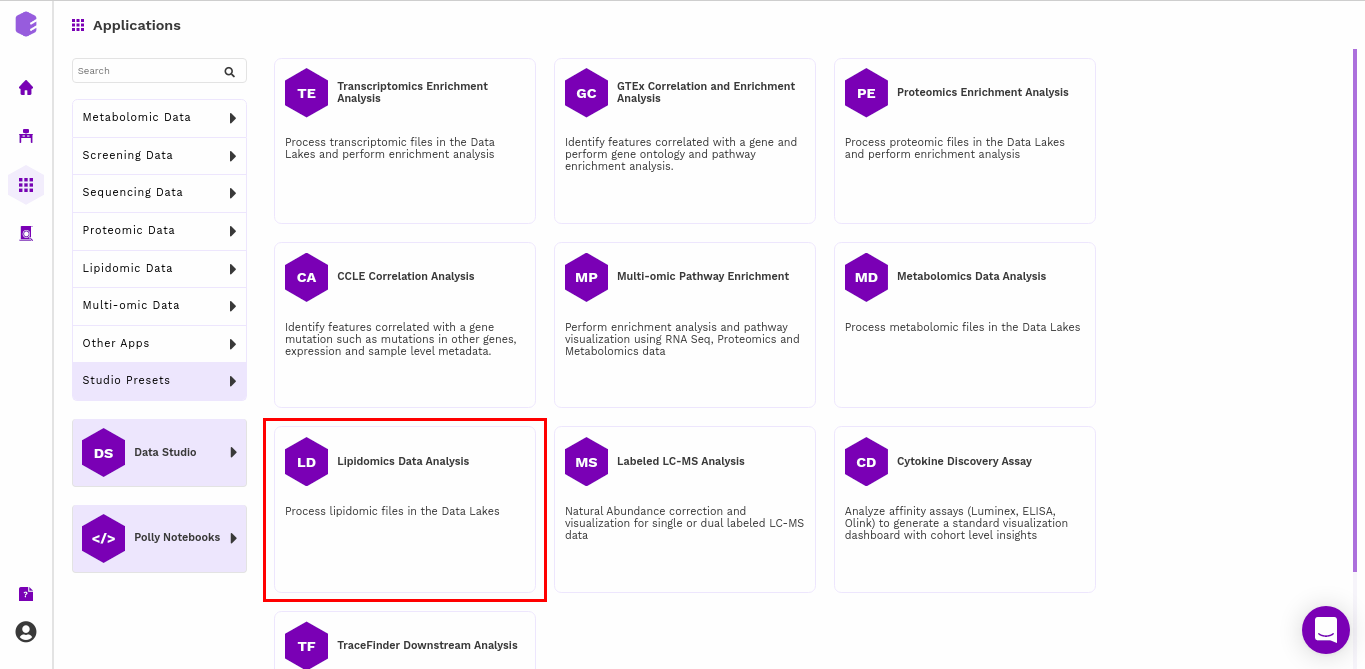 Applications
Search
Metabolomic Data
Screening Data
Sequencing Data
Proteomic Data
Lipidomic Data
Multi-omic Data
Other Apps
Studio Presets
DS
Data Studio
</>
Polly Notebooks
TE
Transcriptomics Enrichment
Analysis
Process transcriptomic files in the Data
Lakes and perform enrichment analysis
GC
GTEx Correlation and Enrichment
Analysis
Identify features correlated with a gene and
perform gene ontology and pathway
enrichment analysis.
PE
Proteomics Enrichment Analysis
Process proteomic files in the Data Lakes
and perform enrichment analysis
CA
CCLE Correlation Analysis
Identify features correlated with a gene
mutation such as mutations in other genes,
expression and sample level metadata.
MP
Multi-omic Pathway Enrichment
Perform enrichment analysis and pathway
visualization using RNA Seq, Proteomics and
Metabolomics data
MD
Metabolomics Data Analysis
Process metabolomic files in the Data Lakes
LD
Lipidomics Data Analysis
Process lipidomic files in the Data Lakes
MS
Labeled LC-MS Analysis
Natural Abundance correction and
visualization for single or dual labeled LC-MS
data
CD
Cytokine Discovery Assay
Analyze affinity assays (Luminex, ELISA,
Olink) to generate a standard visualization
dashboard with cohort level insights
TF
TraceFinder Downstream Analysis
?